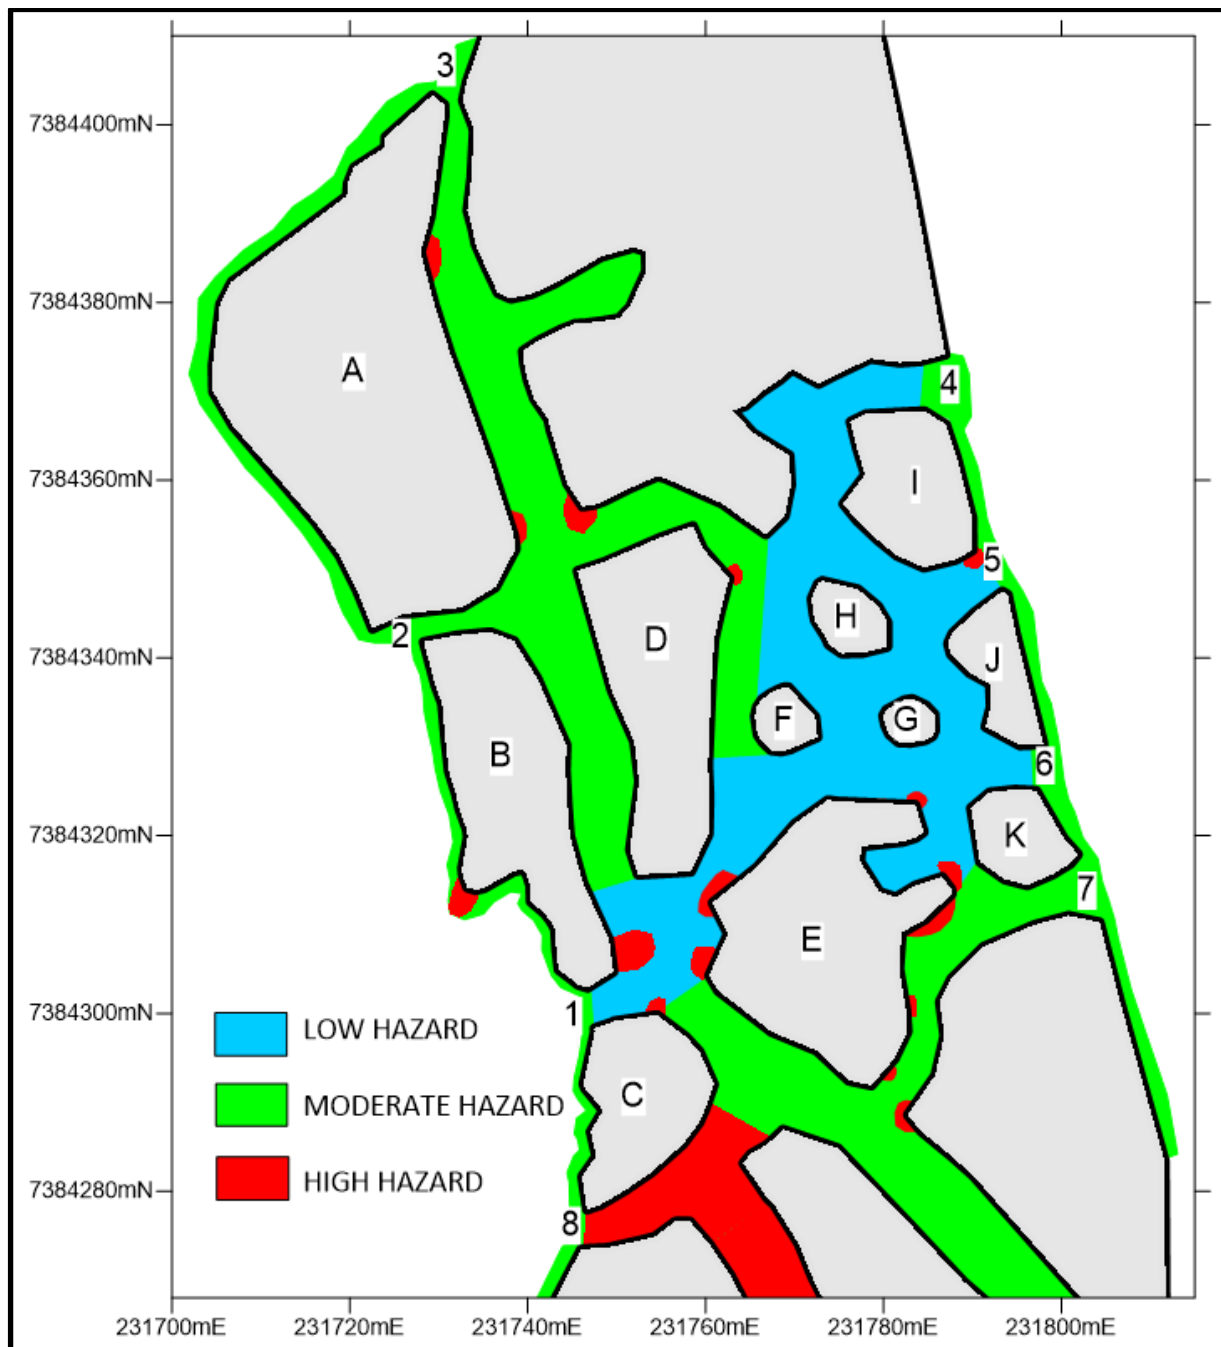 3
7384400mN
7384380mN
A
4
7384360mN
I
5
H
2
D
J
7384340mN
F
G
B
6
7384320mN
K
7
E
7384300mN
1
LOW HAZARD
C
MODERATE HAZARD
HIGH HAZARD
7384280mN
8
231700mE 231720mE 231740mE 231760mE 231780mE 231800mE